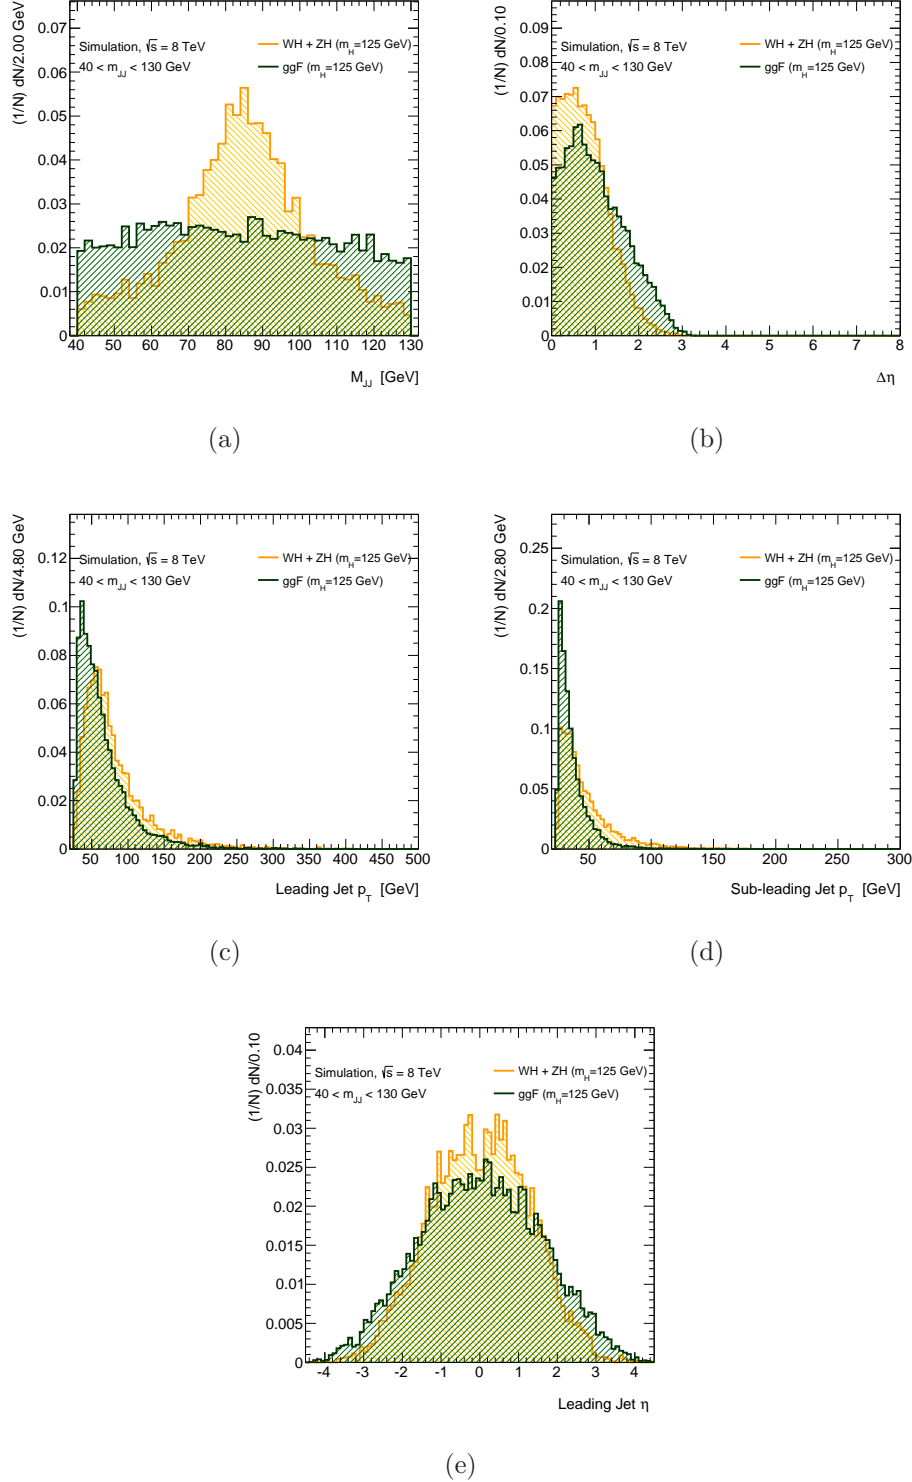 (1/N) dN/2.00 GeV
0.07
0.06
0.05
0.04
0.03
0.02
0.01
0
Simulation, √s = 8 TeV
40 < m_JJ < 130 GeV
WH + ZH (m_H=125 GeV)
ggF (m_H=125 GeV)
40 50 60 70 80 90 100 110 120 130
M_JJ [GeV]
(a)
(1/N) dN/0.10
0.09
0.08
0.07
0.06
0.05
0.04
0.03
0.02
0.01
0
Simulation, √s = 8 TeV
40 < m_JJ < 130 GeV
WH + ZH (m_H=125 GeV)
ggF (m_H=125 GeV)
0 1 2 3 4 5 6 7 8
Δη
(b)
(1/N) dN/4.80 GeV
0.12
0.1
0.08
0.06
0.04
0.02
0
Simulation, √s = 8 TeV
40 < m_JJ < 130 GeV
WH + ZH (m_H=125 GeV)
ggF (m_H=125 GeV)
50 100 150 200 250 300 350 400 450 500
Leading Jet p_T [GeV]
(c)
(1/N) dN/2.80 GeV
0.25
0.2
0.15
0.1
0.05
0
Simulation, √s = 8 TeV
40 < m_JJ < 130 GeV
WH + ZH (m_H=125 GeV)
ggF (m_H=125 GeV)
50 100 150 200 250 300
Sub-leading Jet p_T [GeV]
(d)
(1/N) dN/0.10
0.04
0.035
0.03
0.025
0.02
0.015
0.01
0.005
0
Simulation, √s = 8 TeV
40 < m_JJ < 130 GeV
WH + ZH (m_H=125 GeV)
ggF (m_H=125 GeV)
-4 -3 -2 -1 0 1 2 3 4
Leading Jet η
(e)